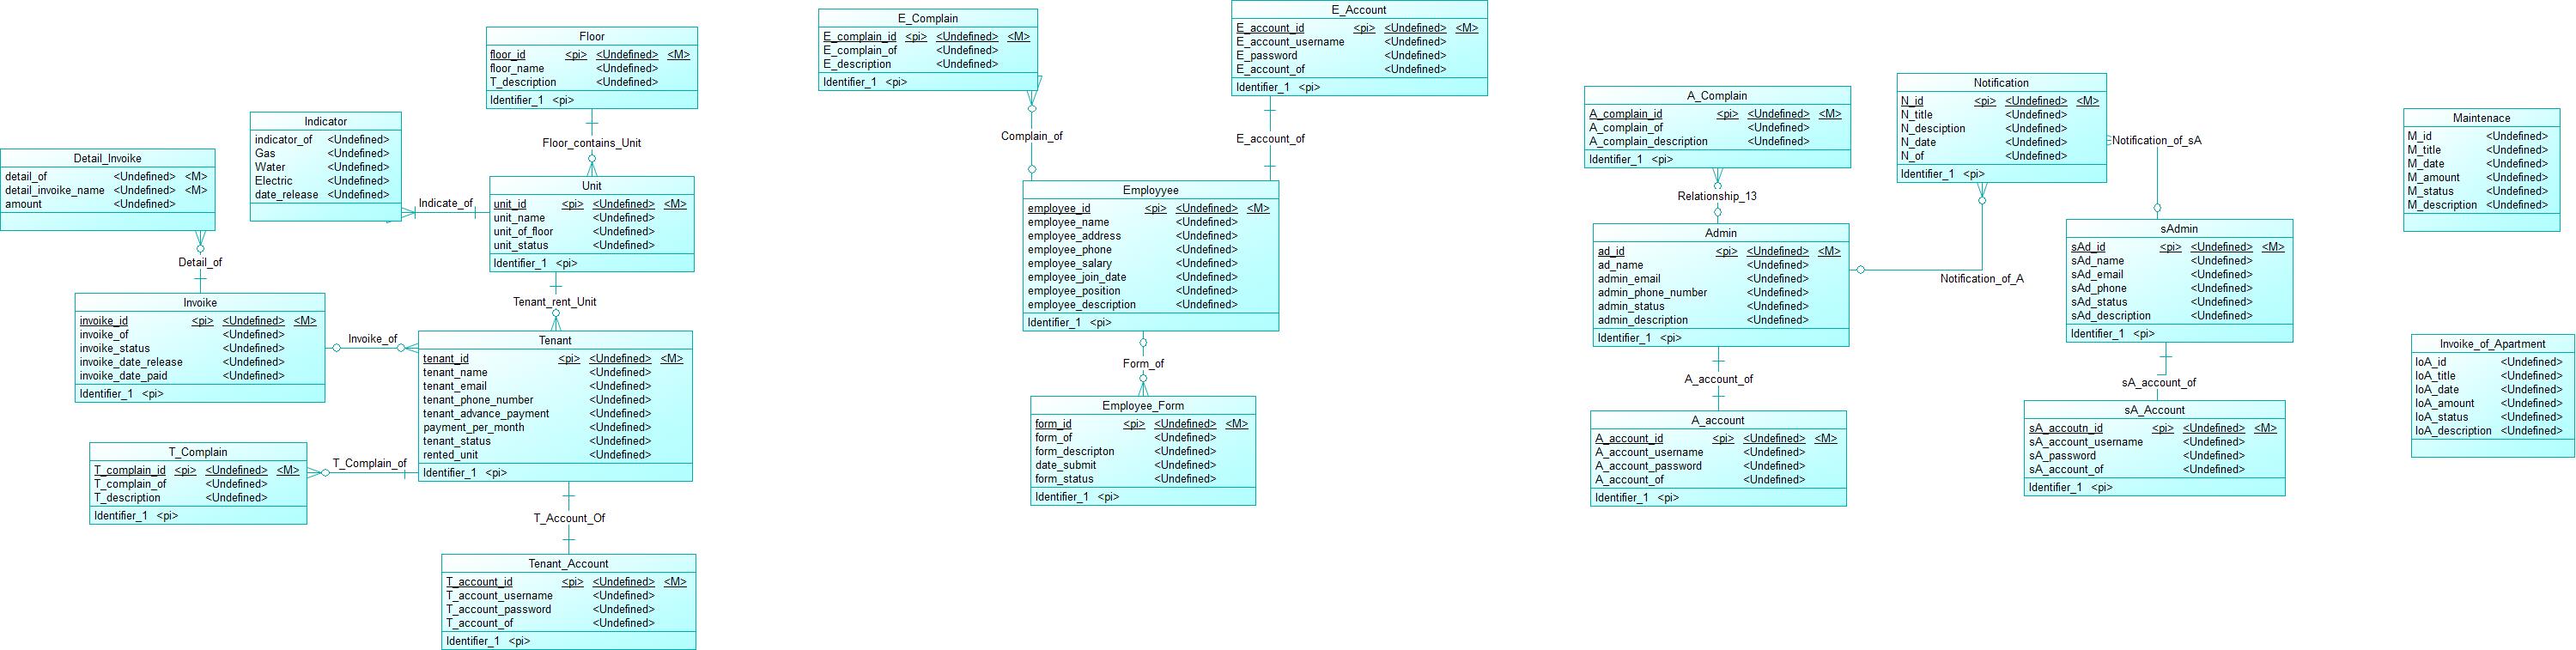 Detail_Invoike
detail_of <Undefined> <M>
detail_invoike_name <Undefined> <M>
amount <Undefined>
Indicator
indicator_of <Undefined>
Gas <Undefined>
Water <Undefined>
Electric <Undefined>
date_release <Undefined>
Floor
floor_id <pi> <Undefined> <M>
floor_name <Undefined>
T_description <Undefined>
Identifier_1 <pi>
Floor_contains_Unit
Indicate_of
Unit
unit_id <pi> <Undefined> <M>
unit_name <Undefined>
unit_of_floor <Undefined>
unit_status <Undefined>
Identifier_1 <pi>
Detail_of
Tenant_rent_Unit
Invoike
invoike_id <pi> <Undefined> <M>
invoike_of <Undefined>
invoike_status <Undefined>
invoike_date_release <Undefined>
invoike_date_paid <Undefined>
Identifier_1 <pi>
Invoike_of
Tenant
tenant_id <pi> <Undefined> <M>
tenant_name <Undefined>
tenant_email <Undefined>
tenant_phone_number <Undefined>
tenant_advance_payment <Undefined>
payment_per_month <Undefined>
tenant_status <Undefined>
rented_unit <Undefined>
Identifier_1 <pi>
T_Complain
T_complain_id <pi> <Undefined> <M>
T_complain_of <Undefined>
T_description <Undefined>
Identifier_1 <pi>
T_Complain_of
T_Account_Of
Tenant_Account
T_account_id <pi> <Undefined> <M>
T_account_username <Undefined>
T_account_password <Undefined>
T_account_of <Undefined>
Identifier_1 <pi>
E_Complain
E_complain_id <pi> <Undefined> <M>
E_complain_of <Undefined>
E_description <Undefined>
Identifier_1 <pi>
E_Account
E_account_id <pi> <Undefined> <M>
E_account_username <Undefined>
E_password <Undefined>
E_account_of <Undefined>
Identifier_1 <pi>
Complain_of
E_account_of
Employyee
employee_id <pi> <Undefined> <M>
employee_name <Undefined>
employee_address <Undefined>
employee_phone <Undefined>
employee_salary <Undefined>
employee_join_date <Undefined>
employee_position <Undefined>
employee_description <Undefined>
Identifier_1 <pi>
Form_of
Employee_Form
form_id <pi> <Undefined> <M>
form_of <Undefined>
form_descripton <Undefined>
date_submit <Undefined>
form_status <Undefined>
Identifier_1 <pi>
A_Complain
A_complain_id <pi> <Undefined> <M>
A_complain_of <Undefined>
A_complain_description <Undefined>
Identifier_1 <pi>
Relationship_13
Admin
ad_id <pi> <Undefined> <M>
ad_name <Undefined>
admin_email <Undefined>
admin_phone_number <Undefined>
admin_status <Undefined>
admin_description <Undefined>
Identifier_1 <pi>
A_account_of
A_account
A_account_id <pi> <Undefined> <M>
A_account_username <Undefined>
A_account_password <Undefined>
A_account_of <Undefined>
Identifier_1 <pi>
Notification
N_id <pi> <Undefined> <M>
N_title <Undefined>
N_desciption <Undefined>
N_date <Undefined>
N_of <Undefined>
Identifier_1 <pi>
Notification_of_sA
Notification_of_A
sAdmin
sAd_id <pi> <Undefined> <M>
sAd_name <Undefined>
sAd_email <Undefined>
sAd_phone <Undefined>
sAd_status <Undefined>
sAd_description <Undefined>
Identifier_1 <pi>
sA_account_of
sA_Account
sA_accoutn_id <pi> <Undefined> <M>
sA_account_username <Undefined>
sA_password <Undefined>
sA_account_of <Undefined>
Identifier_1 <pi>
Maintenace
M_id <Undefined>
M_title <Undefined>
M_date <Undefined>
M_amount <Undefined>
M_status <Undefined>
M_description <Undefined>
Invoike_of_Apartment
IoA_id <Undefined>
IoA_title <Undefined>
IoA_date <Undefined>
IoA_amount <Undefined>
IoA_status <Undefined>
IoA_description <Undefined>